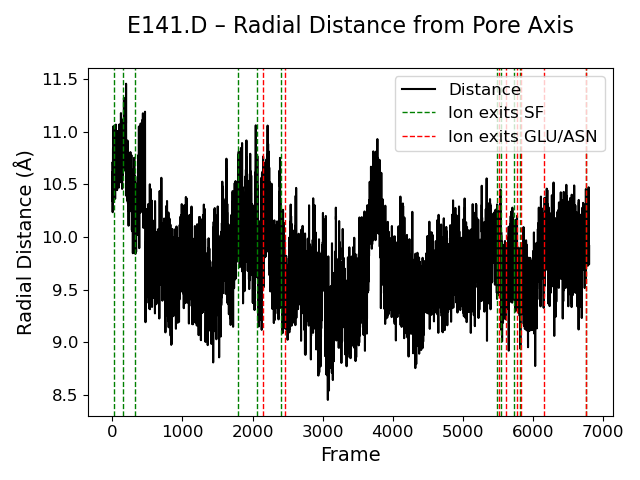 E141.D – Radial Distance from Pore Axis
Distance
Ion exits SF
Ion exits GLU/ASN
Radial Distance (Å)
11.5
11.0
10.5
10.0
9.5
9.0
8.5
0 1000 2000 3000 4000 5000 6000 7000
Frame